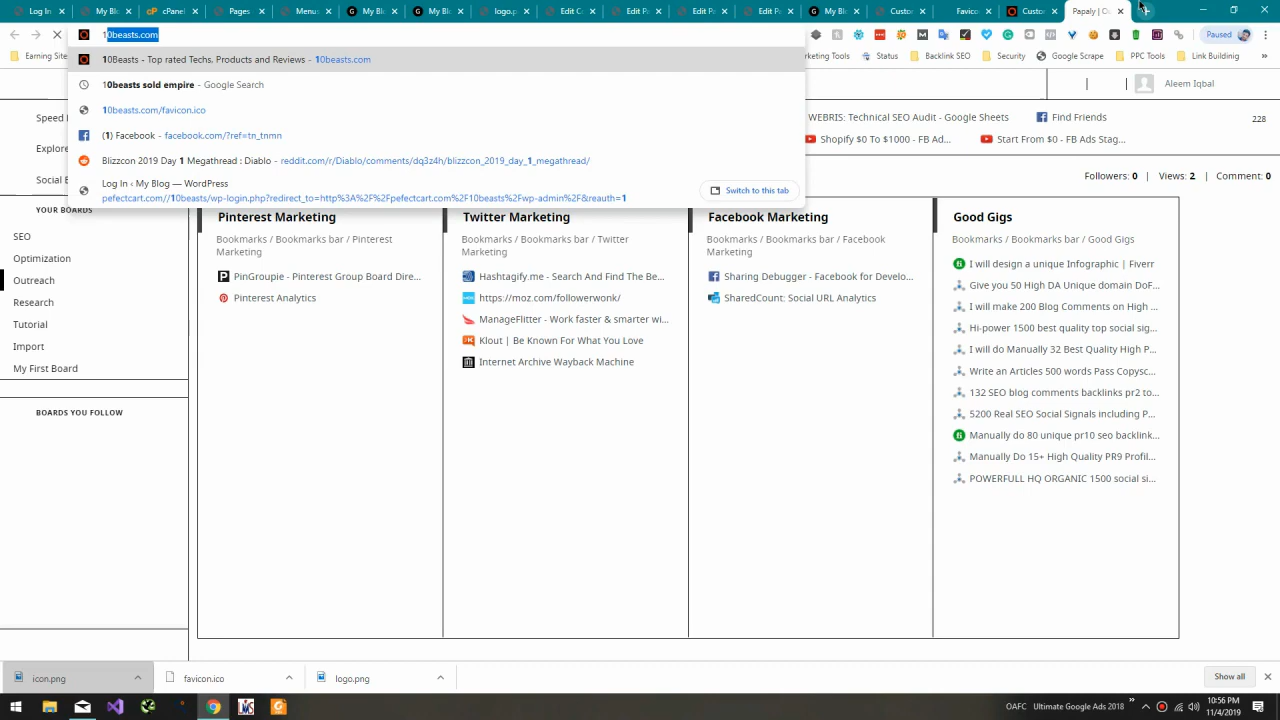 Log In
cPanel
Pages
Menus
My Blo
My Blo
logo.p
Edit Co
Edit Pa
Edit Pa
Edit Pa
My Blo
Custor
Favico
Custor
Papaly | Ou
10beasts.com
Paused
Earning Site
10Beasts - Top rated Techs, Products and Reviews - 10beasts.com
10beasts sold empire - Google Search
10beasts.com/favicon.ico
(1) Facebook - facebook.com/?ref=tn_tnmn
Blizzcon 2019 Day 1 Megathread : Diablo - reddit.com/r/Diablo/comments/dq3z4h/blizzcon_2019_day_1_megathread/
Log In ‹ My Blog — WordPress
pefectcart.com//10beasts/wp-login.php?redirect_to=http%3A%2F%2Fpefectcart.com%2F10beasts%2Fwp-admin%2F&reauth=1
Switch to this tab
Status
Backlink SEO
Security
Google Scrape
PPC Tools
Link Buildinig
Aleem Iqbal
Speed
Explore
Social
WEBRIS: Technical SEO Audit - Google Sheets
Find Friends
228
Shopify $0 To $1000 - FB Ad...
Start From $0 - FB Ads Stag...
Followers: 0 | Views: 2 | Comment: 0
YOUR BOARDS
SEO
Optimization
Outreach
Research
Tutorial
Import
My First Board
BOARDS YOU FOLLOW
Pinterest Marketing
Bookmarks / Bookmarks bar / Pinterest
Marketing
PinGroupie - Pinterest Group Board Dire...
Pinterest Analytics
Twitter Marketing
Bookmarks / Bookmarks bar / Twitter
Marketing
Hashtagify.me - Search And Find The Be...
https://moz.com/followerwonk/
ManageFlitter - Work faster & smarter wi...
Klout | Be Known For What You Love
Internet Archive Wayback Machine
Facebook Marketing
Bookmarks / Bookmarks bar / Facebook
Marketing
Sharing Debugger - Facebook for Develo...
SharedCount: Social URL Analytics
Good Gigs
Bookmarks / Bookmarks bar / Good Gigs
I will design a unique Infographic | Fiverr
Give you 50 High DA Unique domain DoF...
I will make 200 Blog Comments on High ...
Hi-power 1500 best quality top social sig...
I will do Manually 32 Best Quality High P...
Write an Articles 500 words Pass Copysc...
132 SEO blog comments backlinks pr2 to...
5200 Real SEO Social Signals including P...
Manually do 80 unique pr10 seo backlink...
Manually Do 15+ High Quality PR9 Profil...
POWERFULL HQ ORGANIC 1500 social si...
icon.png
favicon.ico
logo.png
Show all
OAFC
Ultimate Google Ads 2018
10:56 PM
11/4/2019